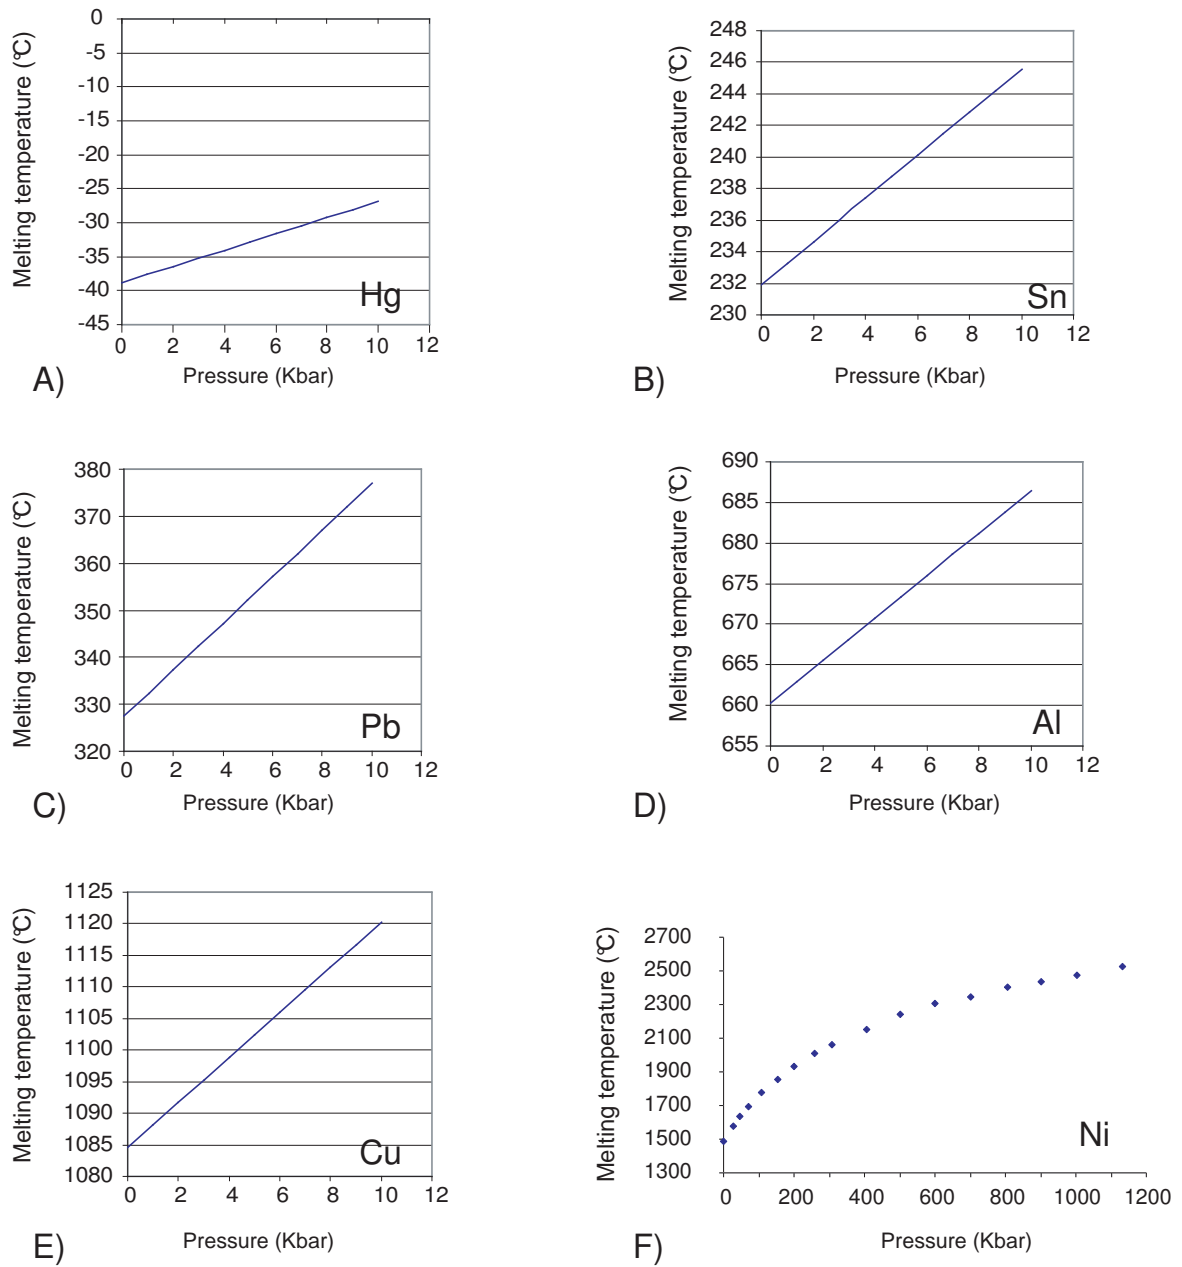 0
-5
-10
-15
-20
-25
-30
-35
-40
-45
Melting temperature (°C)
Hg
0 2 4 6 8 10 12
Pressure (Kbar)
A)
248
246
244
242
240
238
236
234
232
230
Melting temperature (°C)
Sn
0 2 4 6 8 10 12
Pressure (Kbar)
B)
380
370
360
350
340
330
320
Melting temperature (°C)
Pb
0 2 4 6 8 10 12
Pressure (Kbar)
C)
690
685
680
675
670
665
660
655
Melting temperature (°C)
Al
0 2 4 6 8 10 12
Pressure (Kbar)
D)
1125
1120
1115
1110
1105
1100
1095
1090
1085
1080
Melting temperature (°C)
Cu
0 2 4 6 8 10 12
Pressure (Kbar)
E)
2700
2500
2300
2100
1900
1700
1500
1300
Melting temperature (°C)
Ni
0 200 400 600 800 1000 1200
Pressure (Kbar)
F)